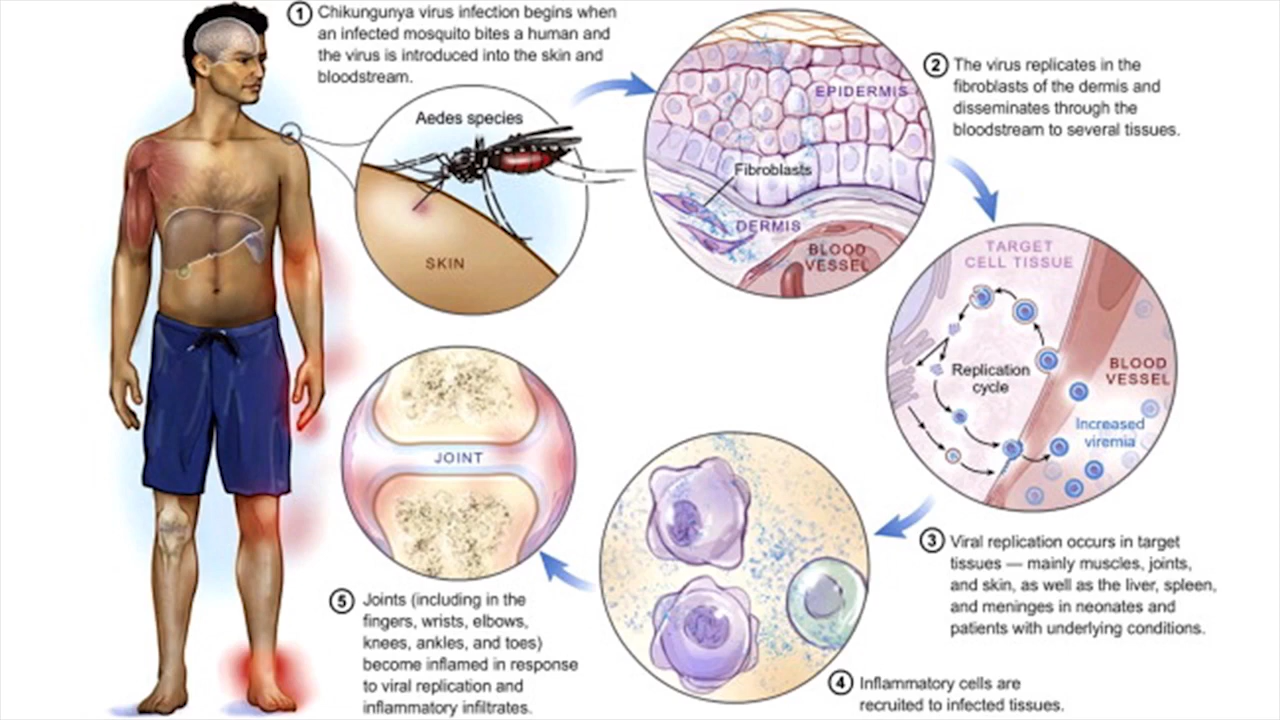 1 Chikungunya virus infection begins when
an infected mosquito bites a human and
the virus is introduced into the skin and
bloodstream.
Aedes species
SKIN
EPIDERMIS
Fibroblasts
DERMIS
BLOOD
VESSEL
2 The virus replicates in the
fibroblasts of the dermis and
disseminates through the
bloodstream to several tissues.
TARGET
CELL TISSUE
Replication
cycle
BLOOD
VESSEL
Increased
viremia
3 Viral replication occurs in target
tissues — mainly muscles, joints,
and skin, as well as the liver, spleen,
and meninges in neonates and
patients with underlying conditions.
4 Inflammatory cells are
recruited to infected tissues.
JOINT
5 Joints (including in the
fingers, wrists, elbows,
knees, ankles, and toes)
become inflamed in response
to viral replication and
inflammatory infiltrates.